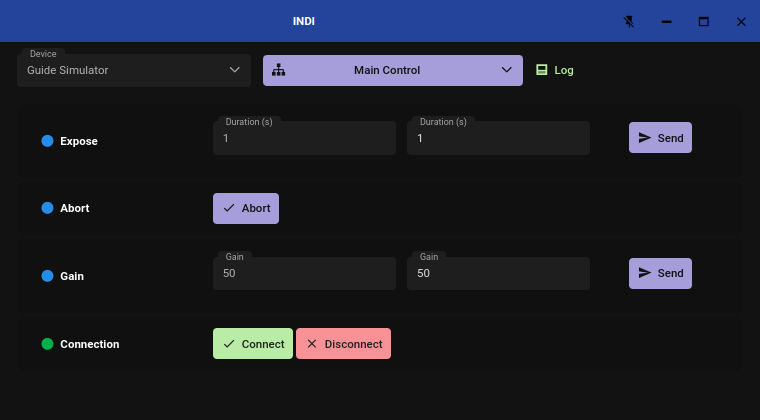 INDI
Device
Guide Simulator
Main Control
Log
Expose
Duration (s)
1
Duration (s)
1
Send
Abort
Abort
Gain
Gain
50
Gain
50
Send
Connection
Connect
Disconnect